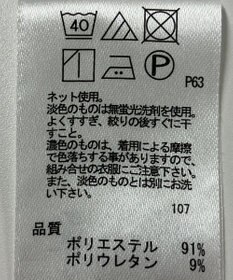 40
P
P63
ネット使用。
淡色のものは無蛍光洗剤を使用。
よくすすぎ、絞りの後すぐに干
すこと。
濃色のものは、着用による摩擦
で色落ちする事がありますので、
組み合せの衣服にご注意下さい。
また、淡色のものとは別にお洗
濯下さい。
107
品質
ポリエステル 91%
ポリウレタン 9%